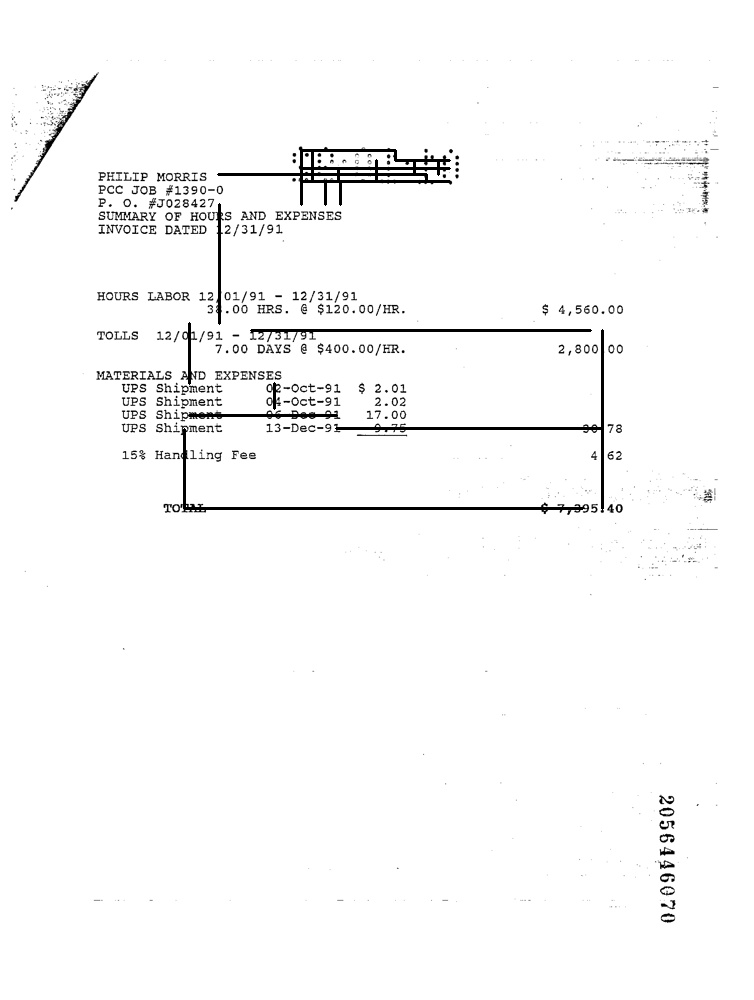 PHILIP MORRIS
PCC JOB #1390-0
P. O. #J028427
SUMMARY OF HOURS AND EXPENSES
INVOICE DATED 12/31/91
HOURS LABOR 12/01/91 - 12/31/91
38.00 HRS. @ $120.00/HR. $ 4,560.00
TOLLS 12/01/91 - 12/31/91
7.00 DAYS @ $400.00/HR. 2,800.00
MATERIALS AND EXPENSES
UPS Shipment 02-Oct-91 $ 2.01
UPS Shipment 04-Oct-91 2.02
UPS Shipment 06-Dec-91 17.00
UPS Shipment 13-Dec-91 9.75 30.78
15% Handling Fee 4.62
TOTAL $ 7,395.40
2056446070